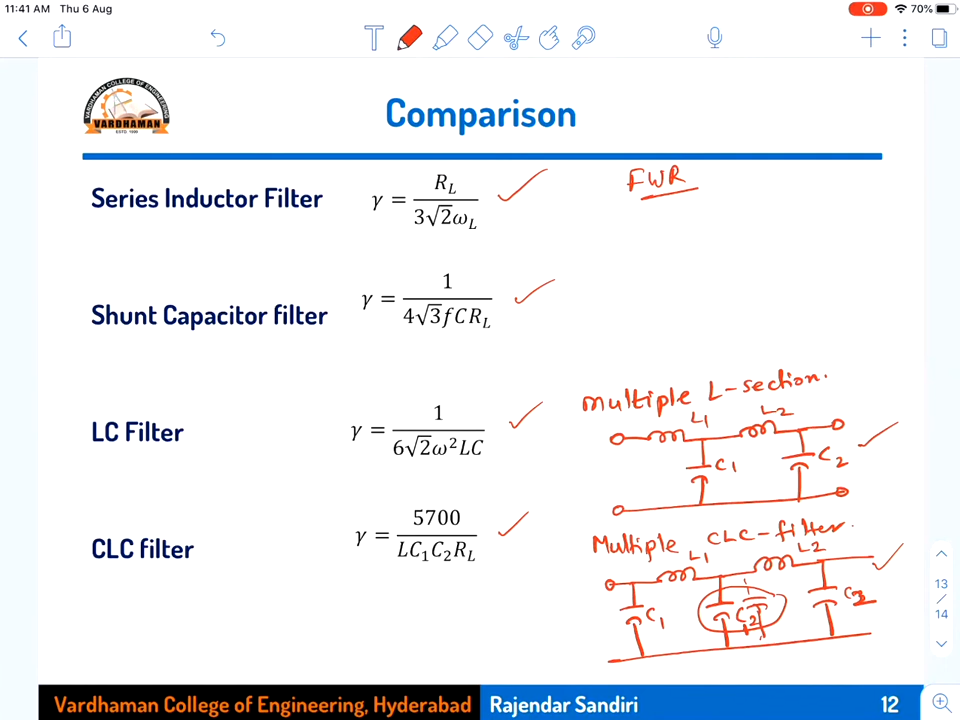 11:41 AM Thu 6 Aug
70%
VARDHAMAN COLLEGE OF ENGINEERING
VARDHAMAN
ESTD. 1999
Comparison
Series Inductor Filter γ = R_L / 3√2ω_L
FWR
Shunt Capacitor filter γ = 1 / 4√3fCR_L
LC Filter γ = 1 / 6√2ω²LC
Multiple L-section.
L1 L2
C1 C2
CLC filter γ = 5700 / LC₁C₂R_L
Multiple CLC-filter.
L1 L2
C1 C2 C3
13
/
14
Vardhaman College of Engineering, Hyderabad Rajendar Sandiri 12